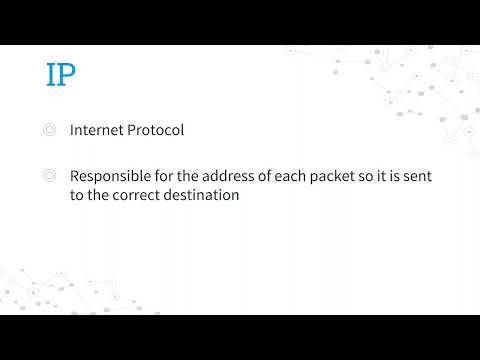 IP
Internet Protocol
Responsible for the address of each packet so it is sent
to the correct destination